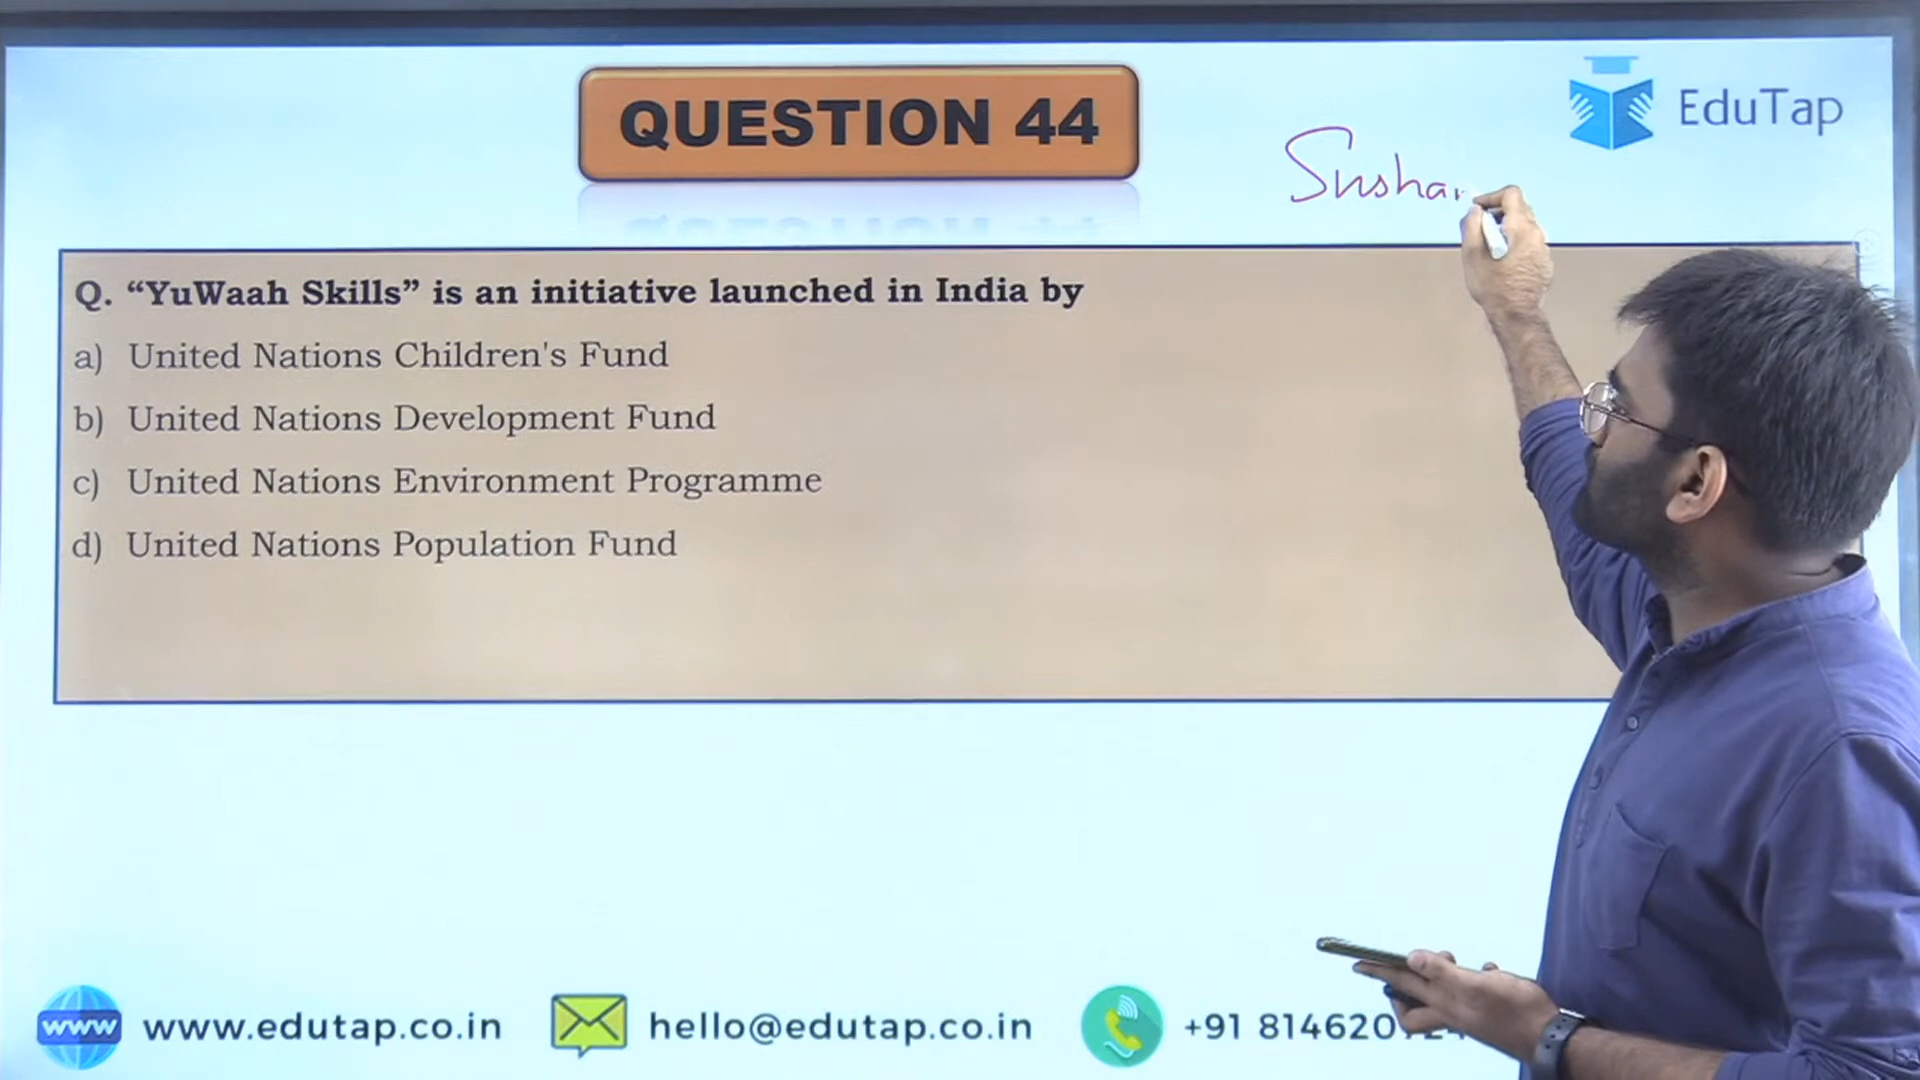 QUESTION 44
EduTap
Q. “YuWaah Skills” is an initiative launched in India by
a) United Nations Children's Fund
b) United Nations Development Fund
c) United Nations Environment Programme
d) United Nations Population Fund
www www.edutap.co.in hello@edutap.co.in +91 814620